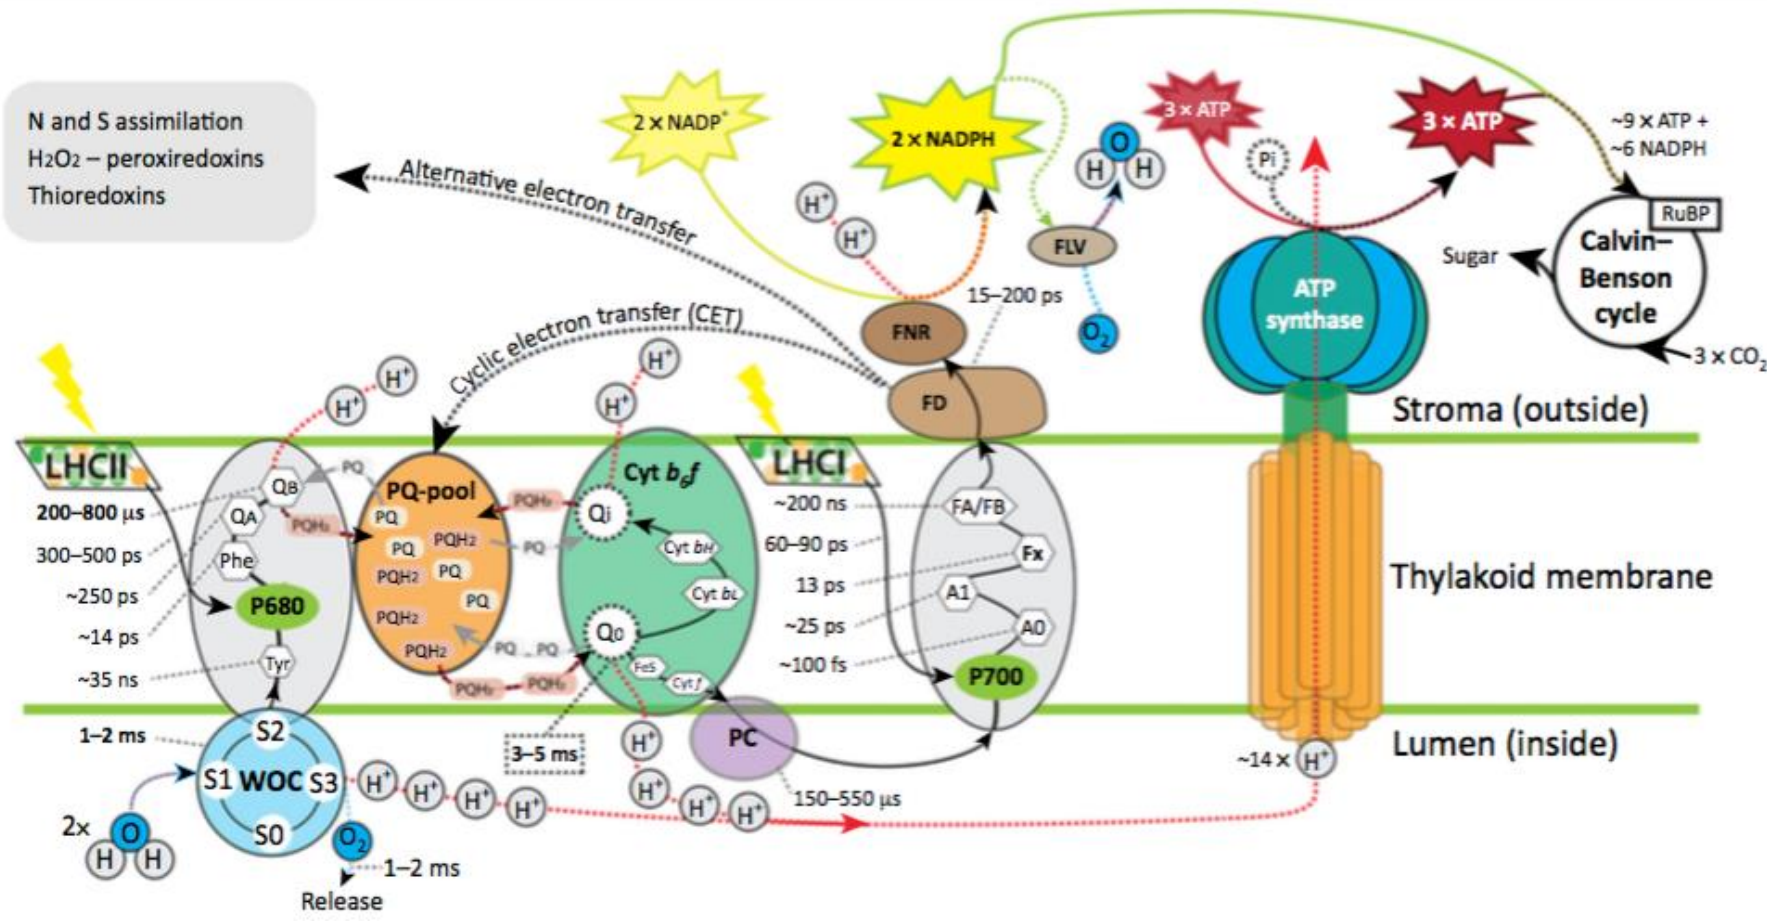 N and S assimilation
H2O2 – peroxiredoxins
Thioredoxins
Alternative electron transfer
Cyclic electron transfer (CET)
2 x NADP+
2 x NADPH
3 x ATP
Pi
3 x ATP
~9 x ATP +
~6 NADPH
RuBP
Calvin–
Benson
cycle
Sugar
3 x CO2
H+
H+
O
H
H
FLV
O2
FNR
15–200 ps
FD
ATP
synthase
Stroma (outside)
Thylakoid membrane
Lumen (inside)
H+
H+
H+
H+
LHCII
200–800 µs
300–500 ps
~250 ps
~14 ps
~35 ns
1–2 ms
QB
QA
Phe
P680
Tyr
PQ
PQH2
PQ-pool
PQ
PQ
PQH2
PQH2
PQ
PQ
PQH2
PQH2
PQH2
PQ
PQ
PQ
PQH2
PQH2
Cyt b6f
Qi
Cyt bH
Cyt bL
Q0
FeS
Cyt f
LHCI
~200 ns
60–90 ps
13 ps
~25 ps
~100 fs
FA/FB
Fx
A1
A0
P700
PC
150–550 µs
3–5 ms
S2
S1 WOC S3
S0
2x
O
H
H
O2
1–2 ms
Release
H+
H+
H+
H+
H+
H+
H+
H+
~14 x
H+